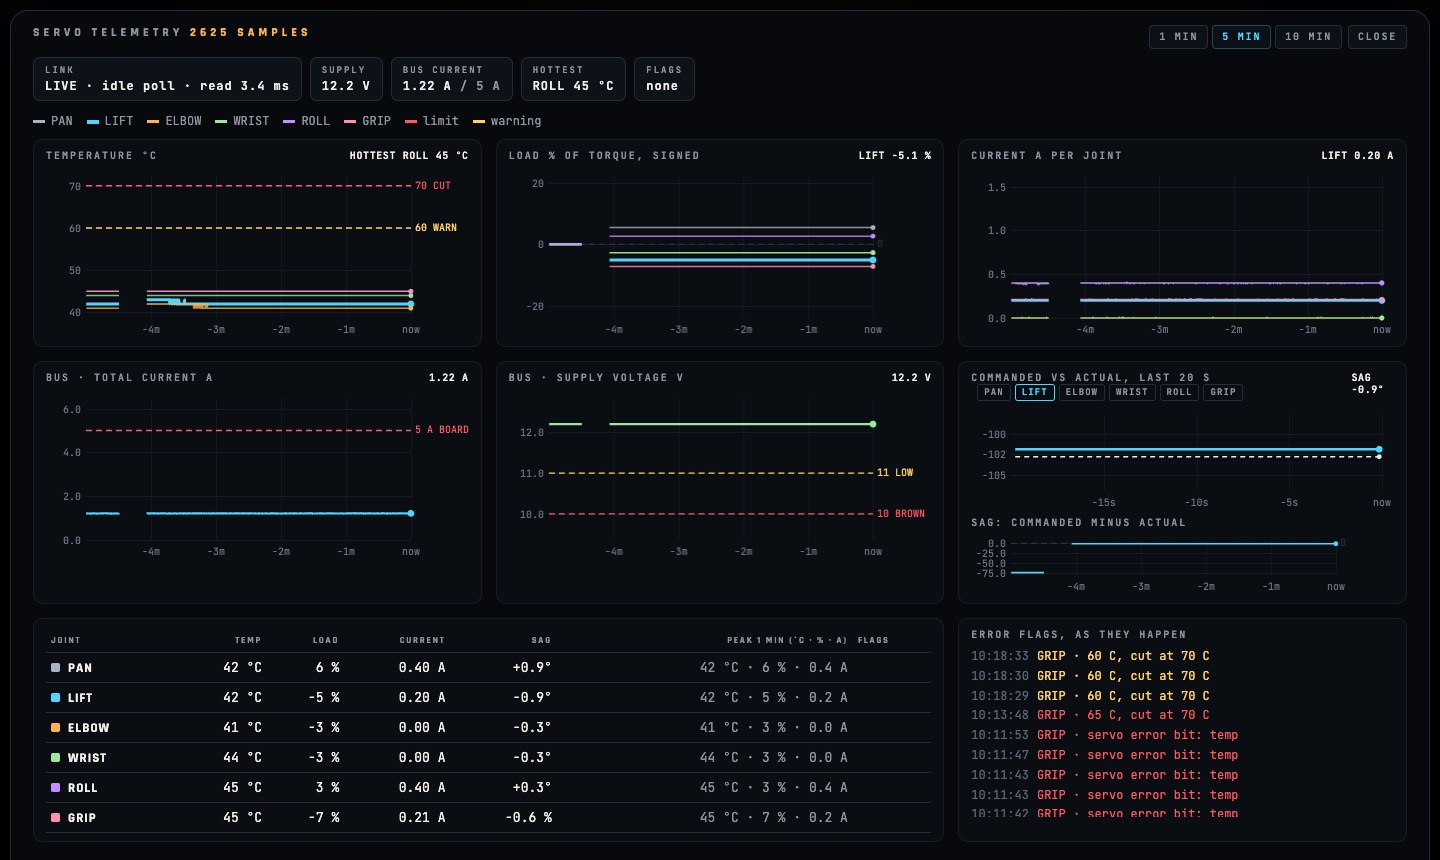 SERVO TELEMETRY 2625 SAMPLES
1 MIN 5 MIN 10 MIN CLOSE
LINK
LIVE · idle poll · read 3.4 ms
SUPPLY
12.2 V
BUS CURRENT
1.22 A / 5 A
HOTTEST
ROLL 45 °C
FLAGS
none
PAN LIFT ELBOW WRIST ROLL GRIP limit warning
TEMPERATURE °C HOTTEST ROLL 45 °C
70
60
50
40
70 CUT
60 WARN
-4m -3m -2m -1m now
LOAD % OF TORQUE, SIGNED LIFT -5.1 %
20
0
-20
0
-4m -3m -2m -1m now
CURRENT A PER JOINT LIFT 0.20 A
1.5
1.0
0.5
0.0
-4m -3m -2m -1m now
BUS · TOTAL CURRENT A 1.22 A
6.0
4.0
2.0
0.0
5 A BOARD
-4m -3m -2m -1m now
BUS · SUPPLY VOLTAGE V 12.2 V
12.0
11.0
10.0
11 LOW
10 BROWN
-4m -3m -2m -1m now
COMMANDED VS ACTUAL, LAST 20 S
SAG
-0.9°
PAN LIFT ELBOW WRIST ROLL GRIP
-100
-102
-105
-15s -10s -5s now
SAG: COMMANDED MINUS ACTUAL
0.0
-25.0
-50.0
-75.0
0
-4m -3m -2m -1m now
JOINT TEMP LOAD CURRENT SAG PEAK 1 MIN (°C · % · A) FLAGS
PAN 42 °C 6 % 0.40 A +0.9° 42 °C · 6 % · 0.4 A
LIFT 42 °C -5 % 0.20 A -0.9° 42 °C · 5 % · 0.2 A
ELBOW 41 °C -3 % 0.00 A -0.3° 41 °C · 3 % · 0.0 A
WRIST 44 °C -3 % 0.00 A -0.3° 44 °C · 3 % · 0.0 A
ROLL 45 °C 3 % 0.40 A +0.3° 45 °C · 3 % · 0.4 A
GRIP 45 °C -7 % 0.21 A -0.6 % 45 °C · 7 % · 0.2 A
ERROR FLAGS, AS THEY HAPPEN
10:18:33 GRIP · 60 C, cut at 70 C
10:18:30 GRIP · 60 C, cut at 70 C
10:18:29 GRIP · 60 C, cut at 70 C
10:13:48 GRIP · 65 C, cut at 70 C
10:11:53 GRIP · servo error bit: temp
10:11:47 GRIP · servo error bit: temp
10:11:43 GRIP · servo error bit: temp
10:11:43 GRIP · servo error bit: temp
10:11:42 GRIP · servo error bit: temp